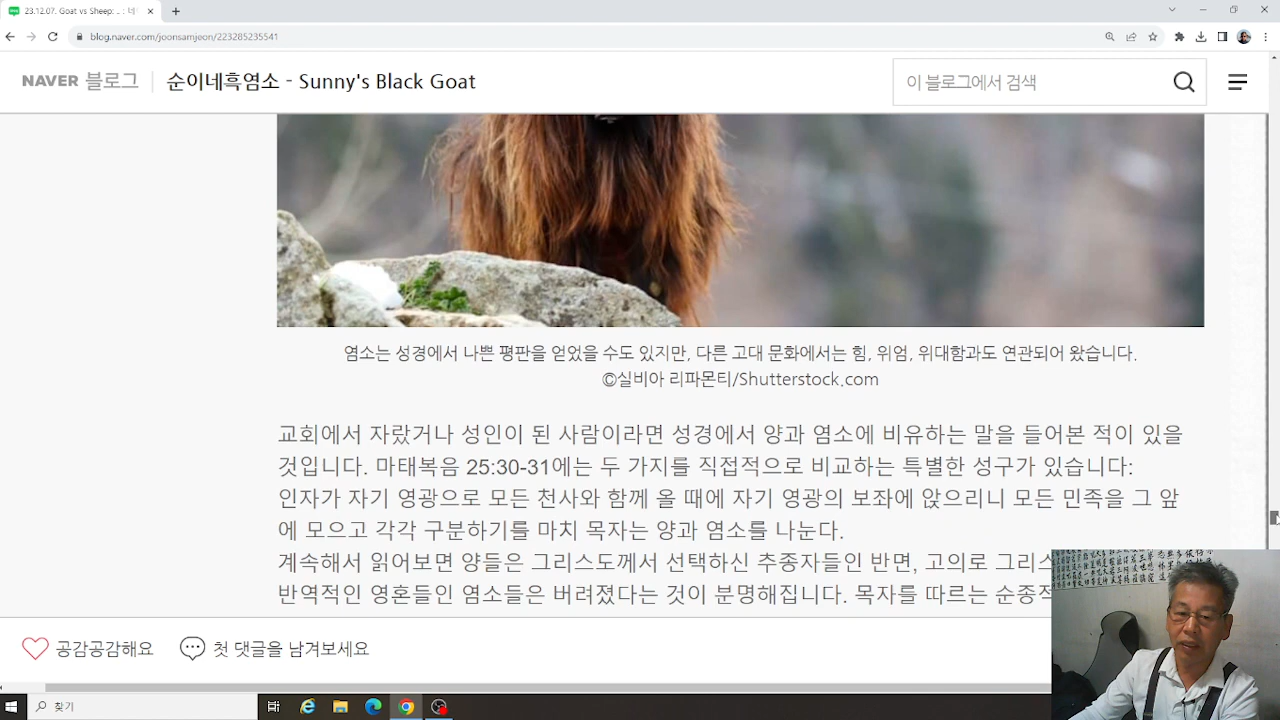 23.12.07. Goat vs Sheep: .. : 네
blog.naver.com/joonsamjeon/223285235541
NAVER 블로그
순이네흑염소 - Sunny's Black Goat
이 블로그에서 검색
염소는 성경에서 나쁜 평판을 얻었을 수도 있지만, 다른 고대 문화에서는 힘, 위엄, 위대함과도 연관되어 왔습니다.
©실비아 리파몬티/Shutterstock.com
교회에서 자랐거나 성인이 된 사람이라면 성경에서 양과 염소에 비유하는 말을 들어본 적이 있을
것입니다. 마태복음 25:30-31에는 두 가지를 직접적으로 비교하는 특별한 성구가 있습니다:
인자가 자기 영광으로 모든 천사와 함께 올 때에 자기 영광의 보좌에 앉으리니 모든 민족을 그 앞
에 모으고 각각 구분하기를 마치 목자는 양과 염소를 나눈다.
계속해서 읽어보면 양들은 그리스도께서 선택하신 추종자들인 반면, 고의로 그리스
반역적인 영혼들인 염소들은 버려졌다는 것이 분명해집니다. 목자를 따르는 순종적
공감공감해요
첫 댓글을 남겨보세요
찾기